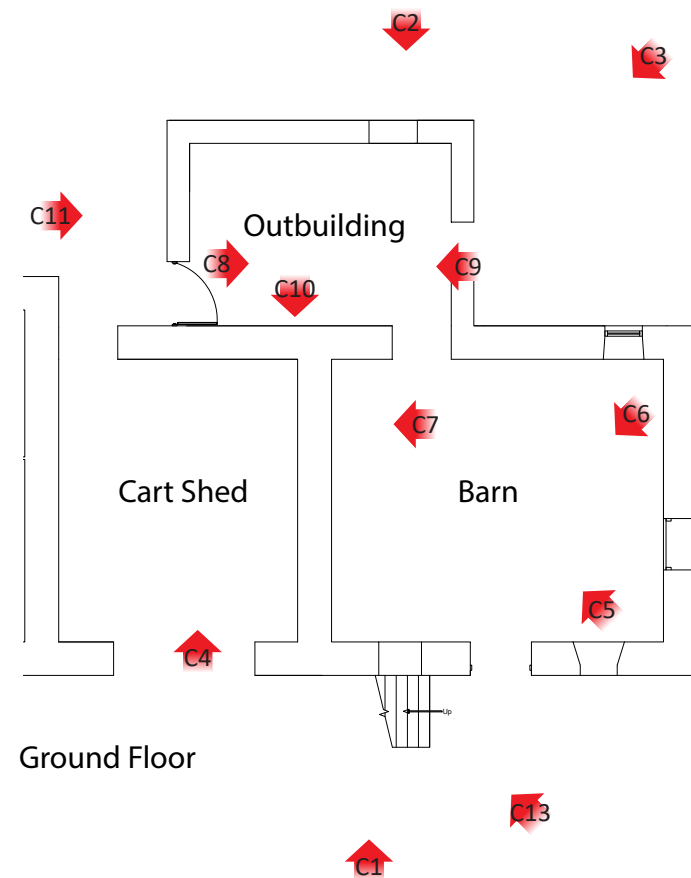 C2
C3
C11
Outbuilding
C8
C9
C10
C6
C7
Cart Shed
Barn
C5
C4
Up
Ground Floor
C13
C1